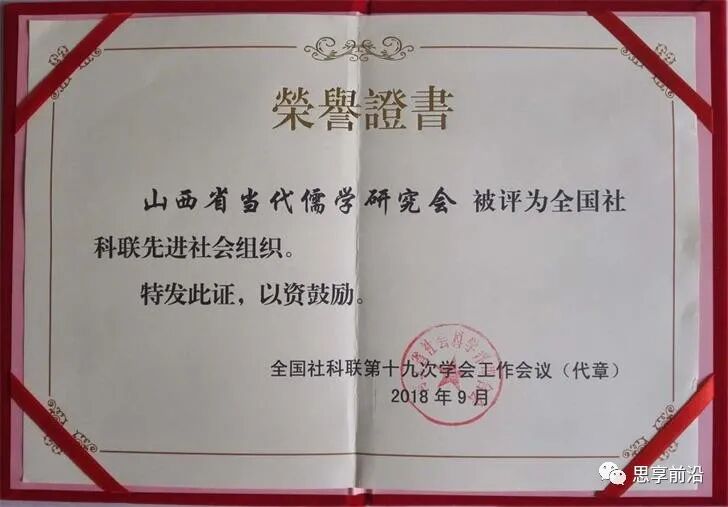 榮譽證書
山西省当代儒学研究会 被评为全国社
科联先进社会组织。
特发此证，以资鼓励。
全国社科联第十九次学会工作会议（代章）
2018年9月
思享前沿